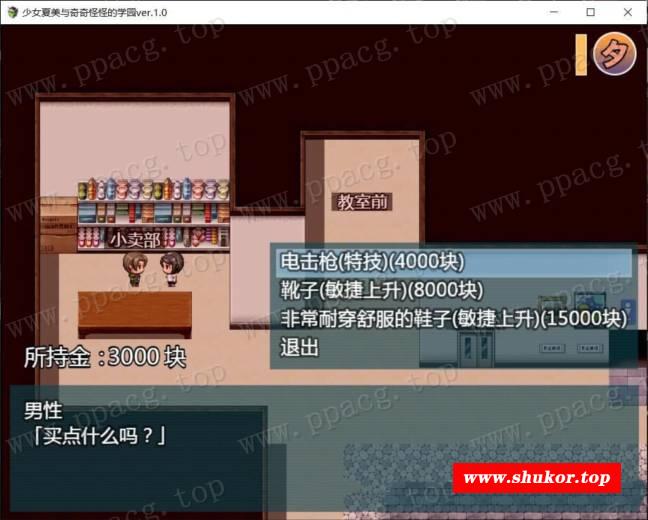 少女夏美与奇奇怪怪的学园ver.1.0
夕
教室前
小卖部
电击枪(特技)(4000块)
靴子(敏捷上升)(8000块)
非常耐穿舒服的鞋子(敏捷上升)(15000块)
退出
所持金:3000 块
男性
「买点什么吗？」
www.ppacg.top
www.shukor.top